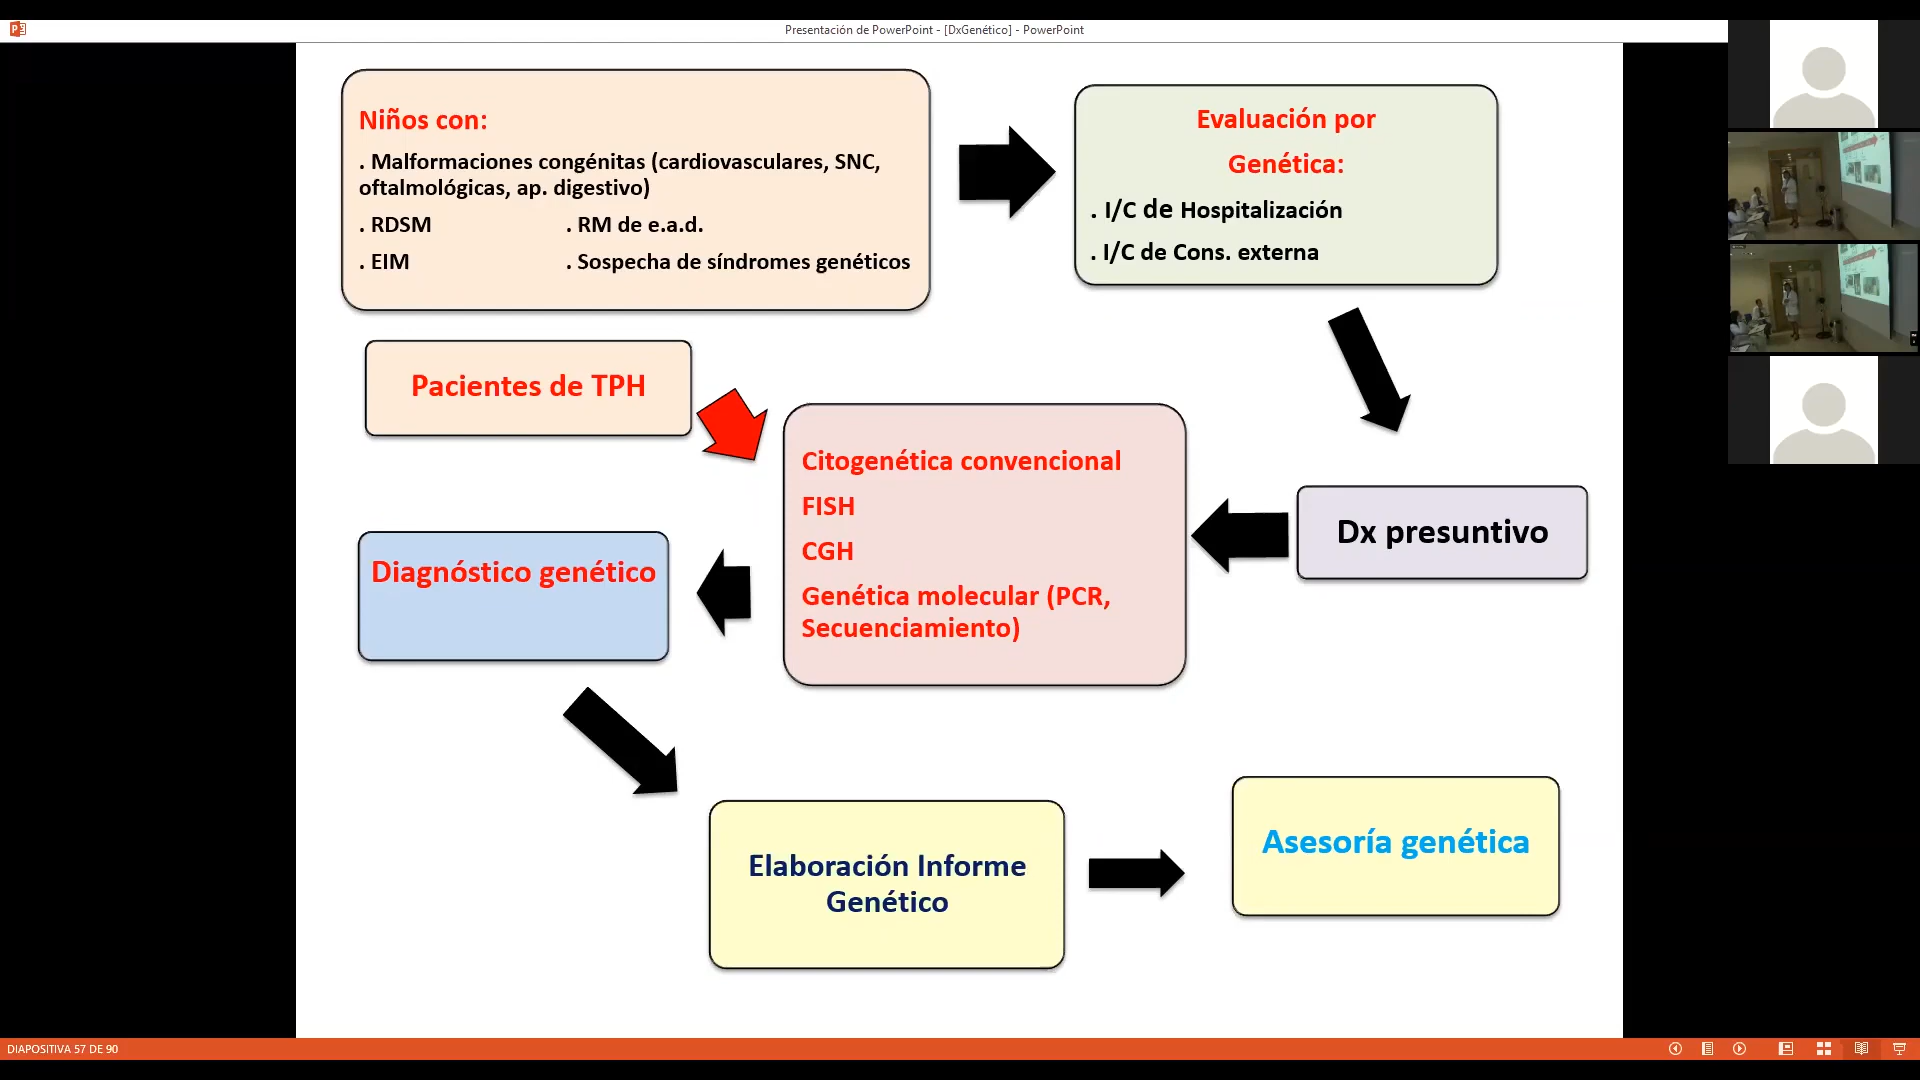 Presentación de PowerPoint - [DxGenético] - PowerPoint
Niños con:
. Malformaciones congénitas (cardiovasculares, SNC,
oftalmológicas, ap. digestivo)
. RDSM . RM de e.a.d.
. EIM . Sospecha de síndromes genéticos
Evaluación por
Genética:
. I/C de Hospitalización
. I/C de Cons. externa
Pacientes de TPH
Citogenética convencional
FISH
CGH
Genética molecular (PCR,
Secuenciamiento)
Dx presuntivo
Diagnóstico genético
Elaboración Informe
Genético
Asesoría genética
DIAPOSITIVA 57 DE 90